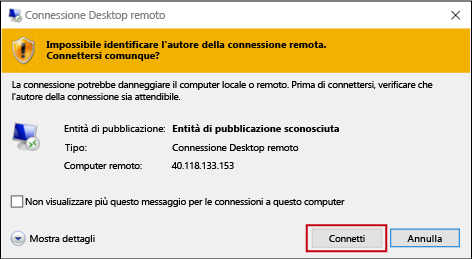 Connessione Desktop remoto
Impossibile identificare l'autore della connessione remota.
Connettersi comunque?
La connessione potrebbe danneggiare il computer locale o remoto. Prima di connettersi, verificare che
l'autore della connessione sia attendibile.
Entità di pubblicazione: Entità di pubblicazione sconosciuta
Tipo: Connessione Desktop remoto
Computer remoto: 40.118.133.153
Non visualizzare più questo messaggio per le connessioni a questo computer
Mostra dettagli Connetti Annulla